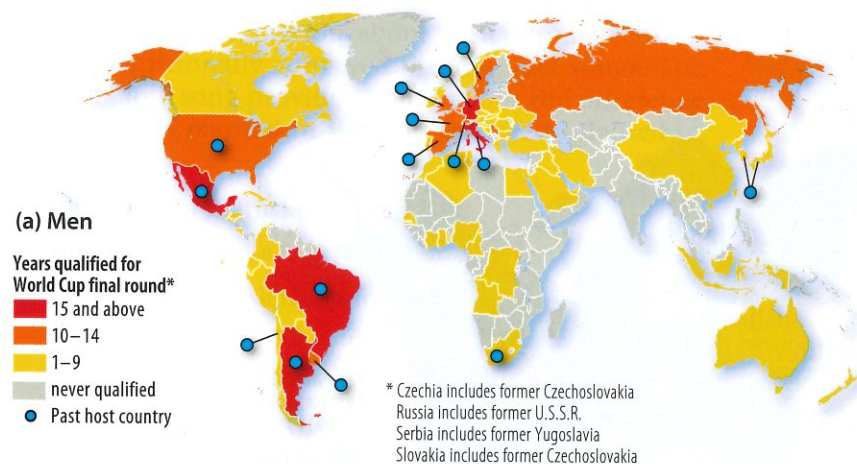 (a) Men
Years qualified for
World Cup final round*
15 and above
10–14
1–9
never qualified
Past host country
* Czechia includes former Czechoslovakia
Russia includes former U.S.S.R.
Serbia includes former Yugoslavia
Slovakia includes former Czechoslovakia